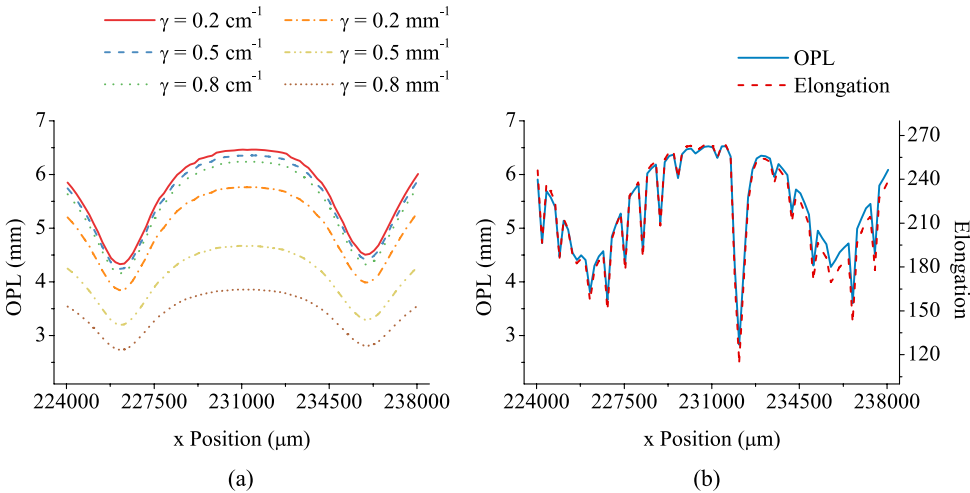 γ = 0.2 cm⁻¹
γ = 0.2 mm⁻¹
γ = 0.5 cm⁻¹
γ = 0.5 mm⁻¹
γ = 0.8 cm⁻¹
γ = 0.8 mm⁻¹
7
6
5
4
3
OPL (mm)
224000 227500 231000 234500 238000
x Position (μm)
(a)
OPL
Elongation
7
6
5
4
3
OPL (mm)
270
240
210
180
150
120
Elongation
224000 227500 231000 234500 238000
x Position (μm)
(b)